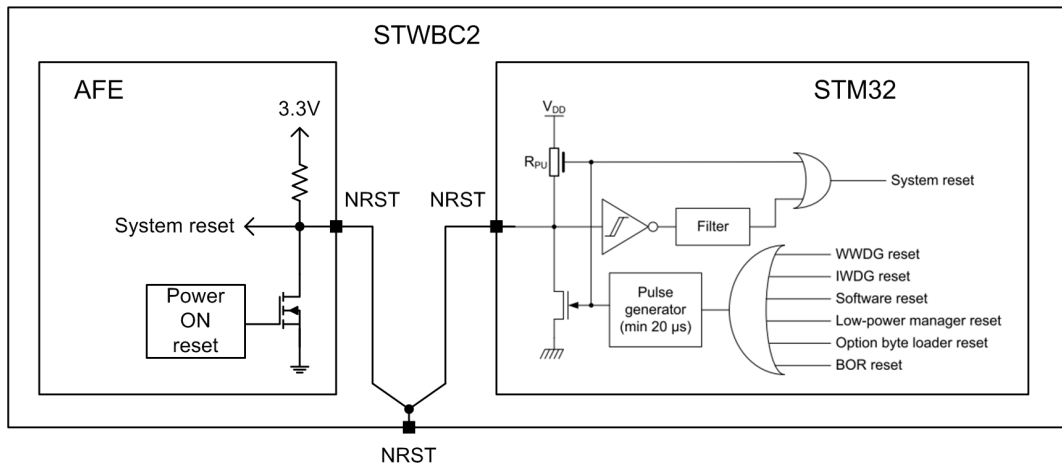 STWBC2
AFE
STM32
3.3V
VDD
RPU
NRST
NRST
System reset
System reset
Filter
Power
ON
reset
Pulse
generator
(min 20 µs)
WWDG reset
IWDG reset
Software reset
Low-power manager reset
Option byte loader reset
BOR reset
NRST